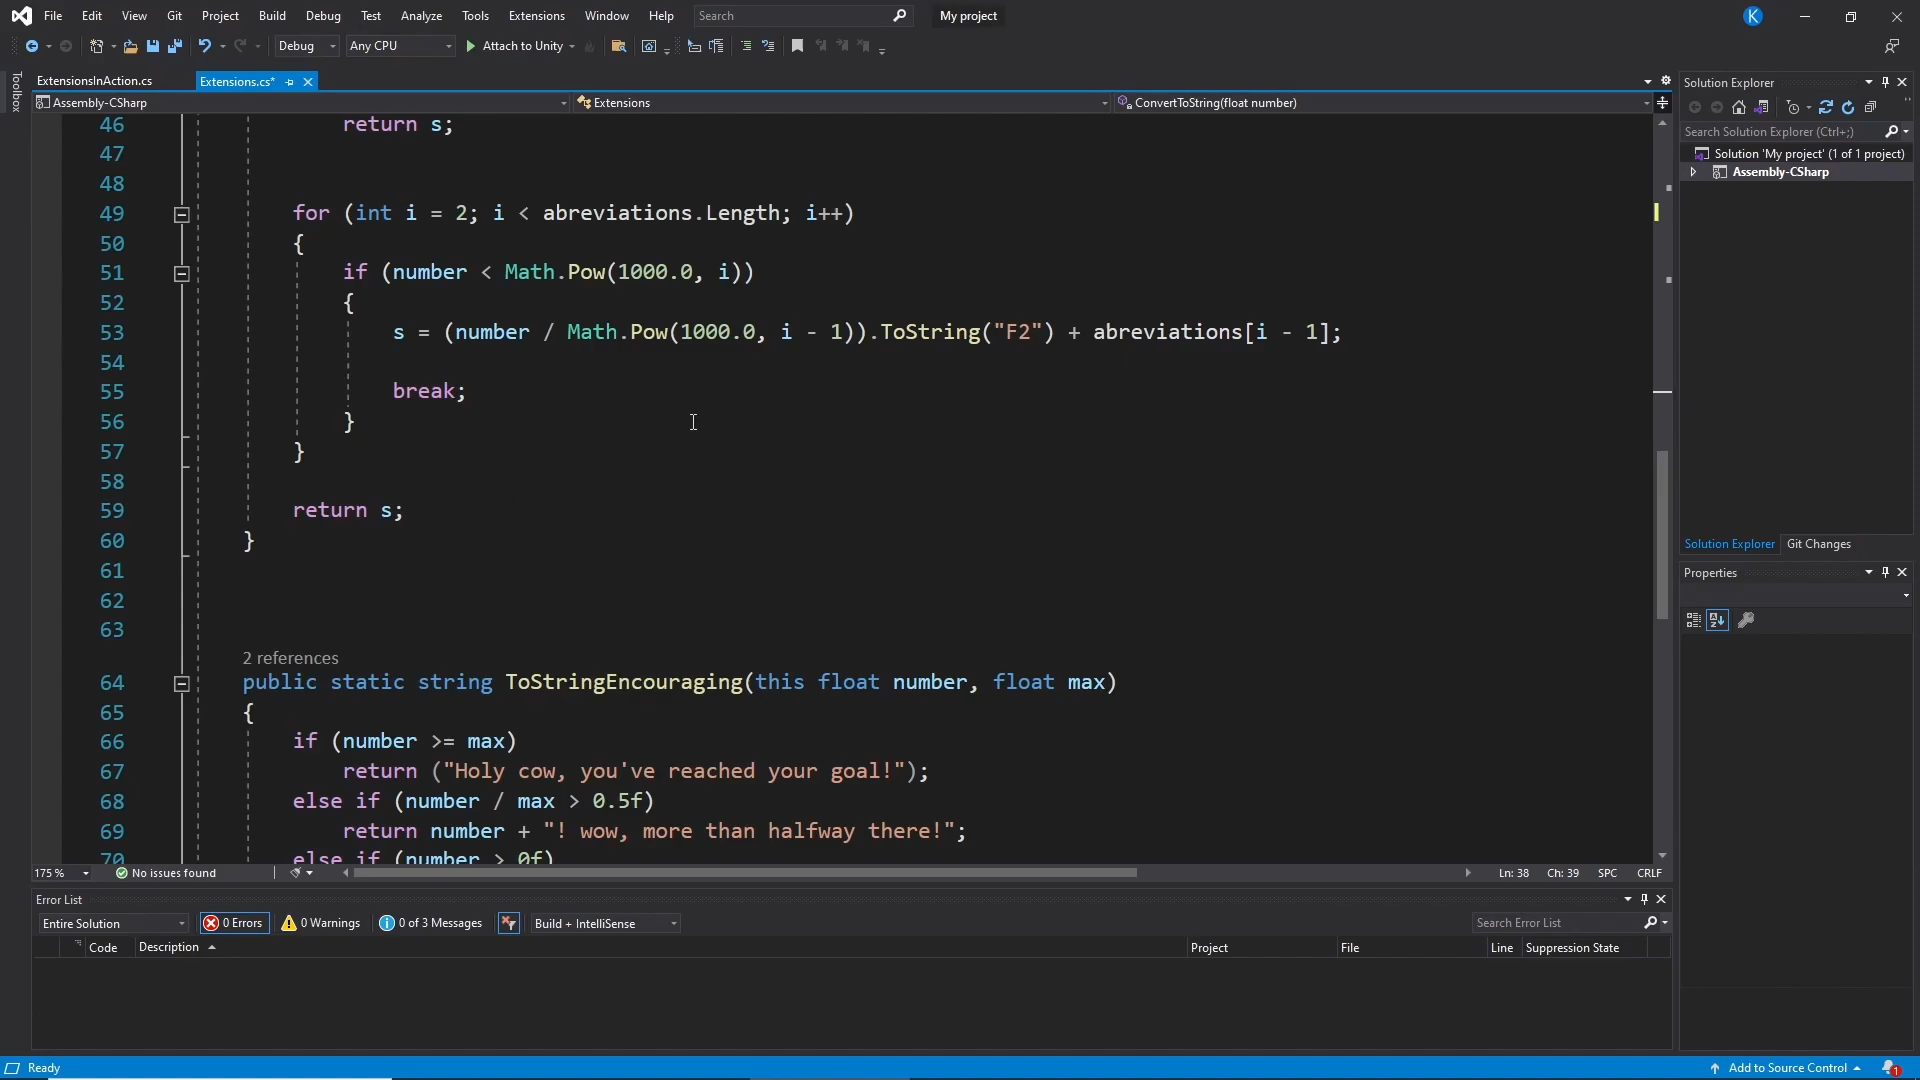 File Edit View Git Project Build Debug Test Analyze Tools Extensions Window Help Search My project K
Debug Any CPU Attach to Unity
Toolbox
ExtensionsInAction.cs Extensions.cs*
Assembly-CSharp Extensions ConvertToString(float number)
46 return s;
47
48
49 for (int i = 2; i < abreviations.Length; i++)
50 {
51 if (number < Math.Pow(1000.0, i))
52 {
53 s = (number / Math.Pow(1000.0, i - 1)).ToString("F2") + abreviations[i - 1];
54
55 break;
56 }
57 }
58
59 return s;
60 }
61
62
63
2 references
64 public static string ToStringEncouraging(this float number, float max)
65 {
66 if (number >= max)
67 return ("Holy cow, you've reached your goal!");
68 else if (number / max > 0.5f)
69 return number + "! wow, more than halfway there!";
70 else if (number > 0f)
175 % No issues found Ln: 38 Ch: 39 SPC CRLF
Error List
Entire Solution 0 Errors 0 Warnings 0 of 3 Messages Build + IntelliSense Search Error List
Code Description Project File Line Suppression State
Solution Explorer
Search Solution Explorer (Ctrl+;)
Solution 'My project' (1 of 1 project)
Assembly-CSharp
Solution Explorer Git Changes
Properties
Ready Add to Source Control 1